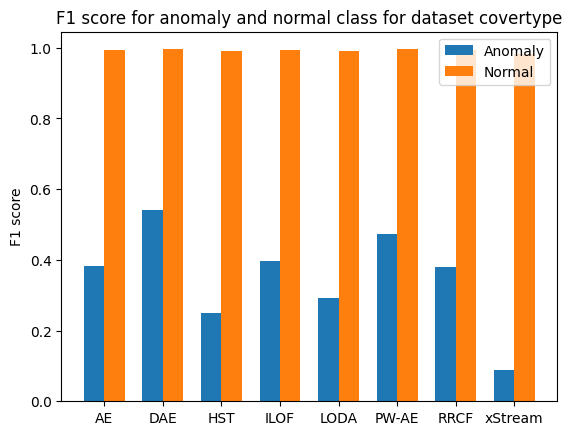 F1 score for anomaly and normal class for dataset covertype
Anomaly
Normal
F1 score
1.0
0.8
0.6
0.4
0.2
0.0
AE DAE HST ILOF LODA PW-AE RRCF xStream